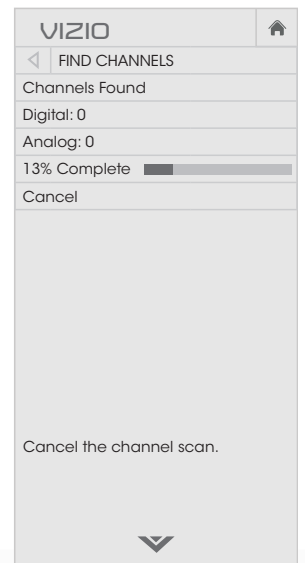 VIZIO
FIND CHANNELS
Channels Found
Digital: 0
Analog: 0
13% Complete
Cancel
Cancel the channel scan.